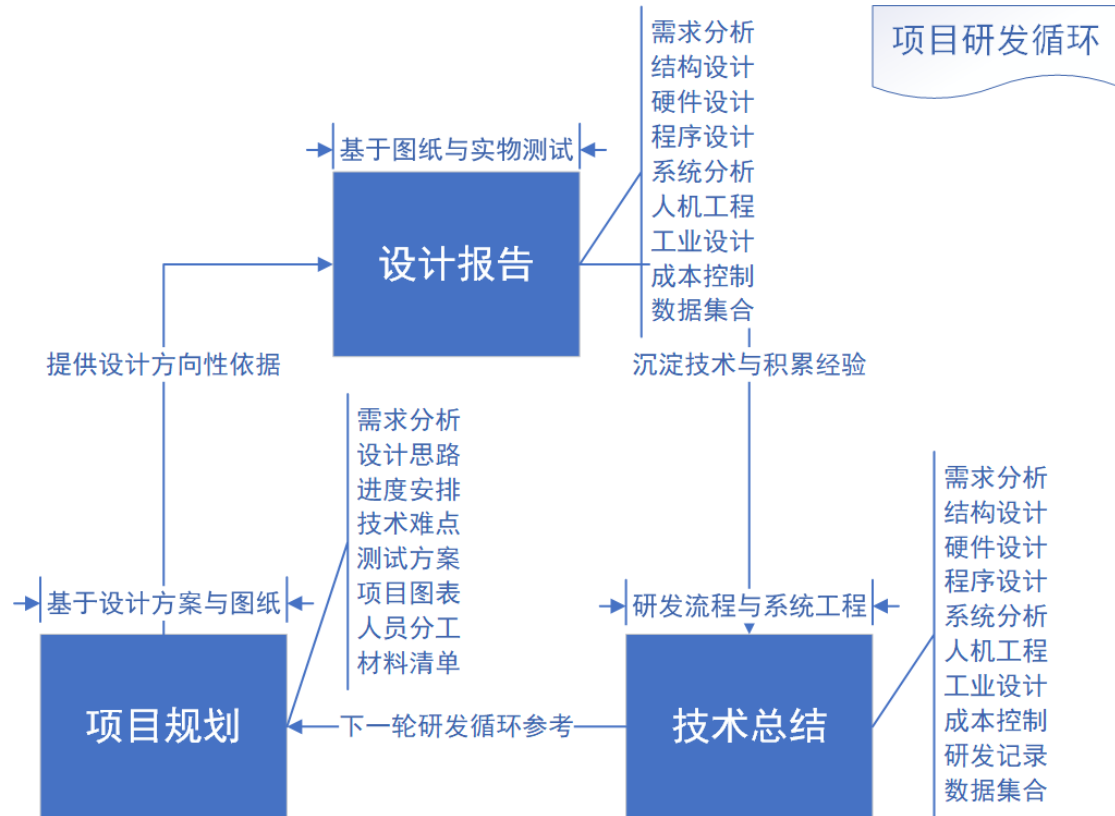 项目研发循环
需求分析
结构设计
硬件设计
程序设计
系统分析
人机工程
工业设计
成本控制
数据集合
基于图纸与实物测试
设计报告
提供设计方向性依据
沉淀技术与积累经验
需求分析
设计思路
进度安排
技术难点
测试方案
项目图表
人员分工
材料清单
基于设计方案与图纸
项目规划
下一轮研发循环参考
研发流程与系统工程
技术总结
需求分析
结构设计
硬件设计
程序设计
系统分析
人机工程
工业设计
成本控制
研发记录
数据集合